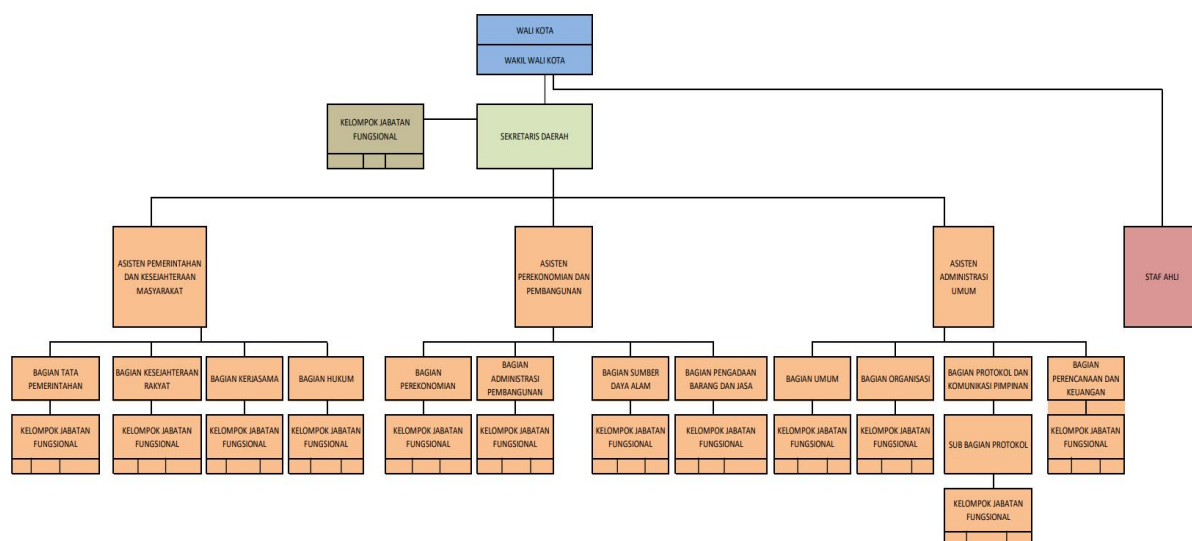 WALI KOTA
WAKIL WALI KOTA
KELOMPOK JABATAN
FUNGSIONAL
SEKRETARIS DAERAH
ASISTEN PEMERINTAHAN
DAN KESEJAHTERAAN
MASYARAKAT
ASISTEN
PEREKONOMIAN DAN
PEMBANGUNAN
ASISTEN
ADMINISTRASI
UMUM
STAF AHLI
BAGIAN TATA
PEMERINTAHAN
BAGIAN KESEJAHTERAAN
RAKYAT
BAGIAN KERJASAMA
BAGIAN HUKUM
BAGIAN
PEREKONOMIAN
BAGIAN
ADMINISTRASI
PEMBANGUNAN
BAGIAN SUMBER
DAYA ALAM
BAGIAN PENGADAAN
BARANG DAN JASA
BAGIAN UMUM
BAGIAN ORGANISASI
BAGIAN PROTOKOL DAN
KOMUNIKASI PIMPINAN
BAGIAN
PERENCANAAN DAN
KEUANGAN
KELOMPOK JABATAN
FUNGSIONAL
KELOMPOK JABATAN
FUNGSIONAL
KELOMPOK JABATAN
FUNGSIONAL
KELOMPOK JABATAN
FUNGSIONAL
KELOMPOK JABATAN
FUNGSIONAL
KELOMPOK JABATAN
FUNGSIONAL
KELOMPOK JABATAN
FUNGSIONAL
KELOMPOK JABATAN
FUNGSIONAL
KELOMPOK JABATAN
FUNGSIONAL
KELOMPOK JABATAN
FUNGSIONAL
SUB BAGIAN PROTOKOL
KELOMPOK JABATAN
FUNGSIONAL
KELOMPOK JABATAN
FUNGSIONAL